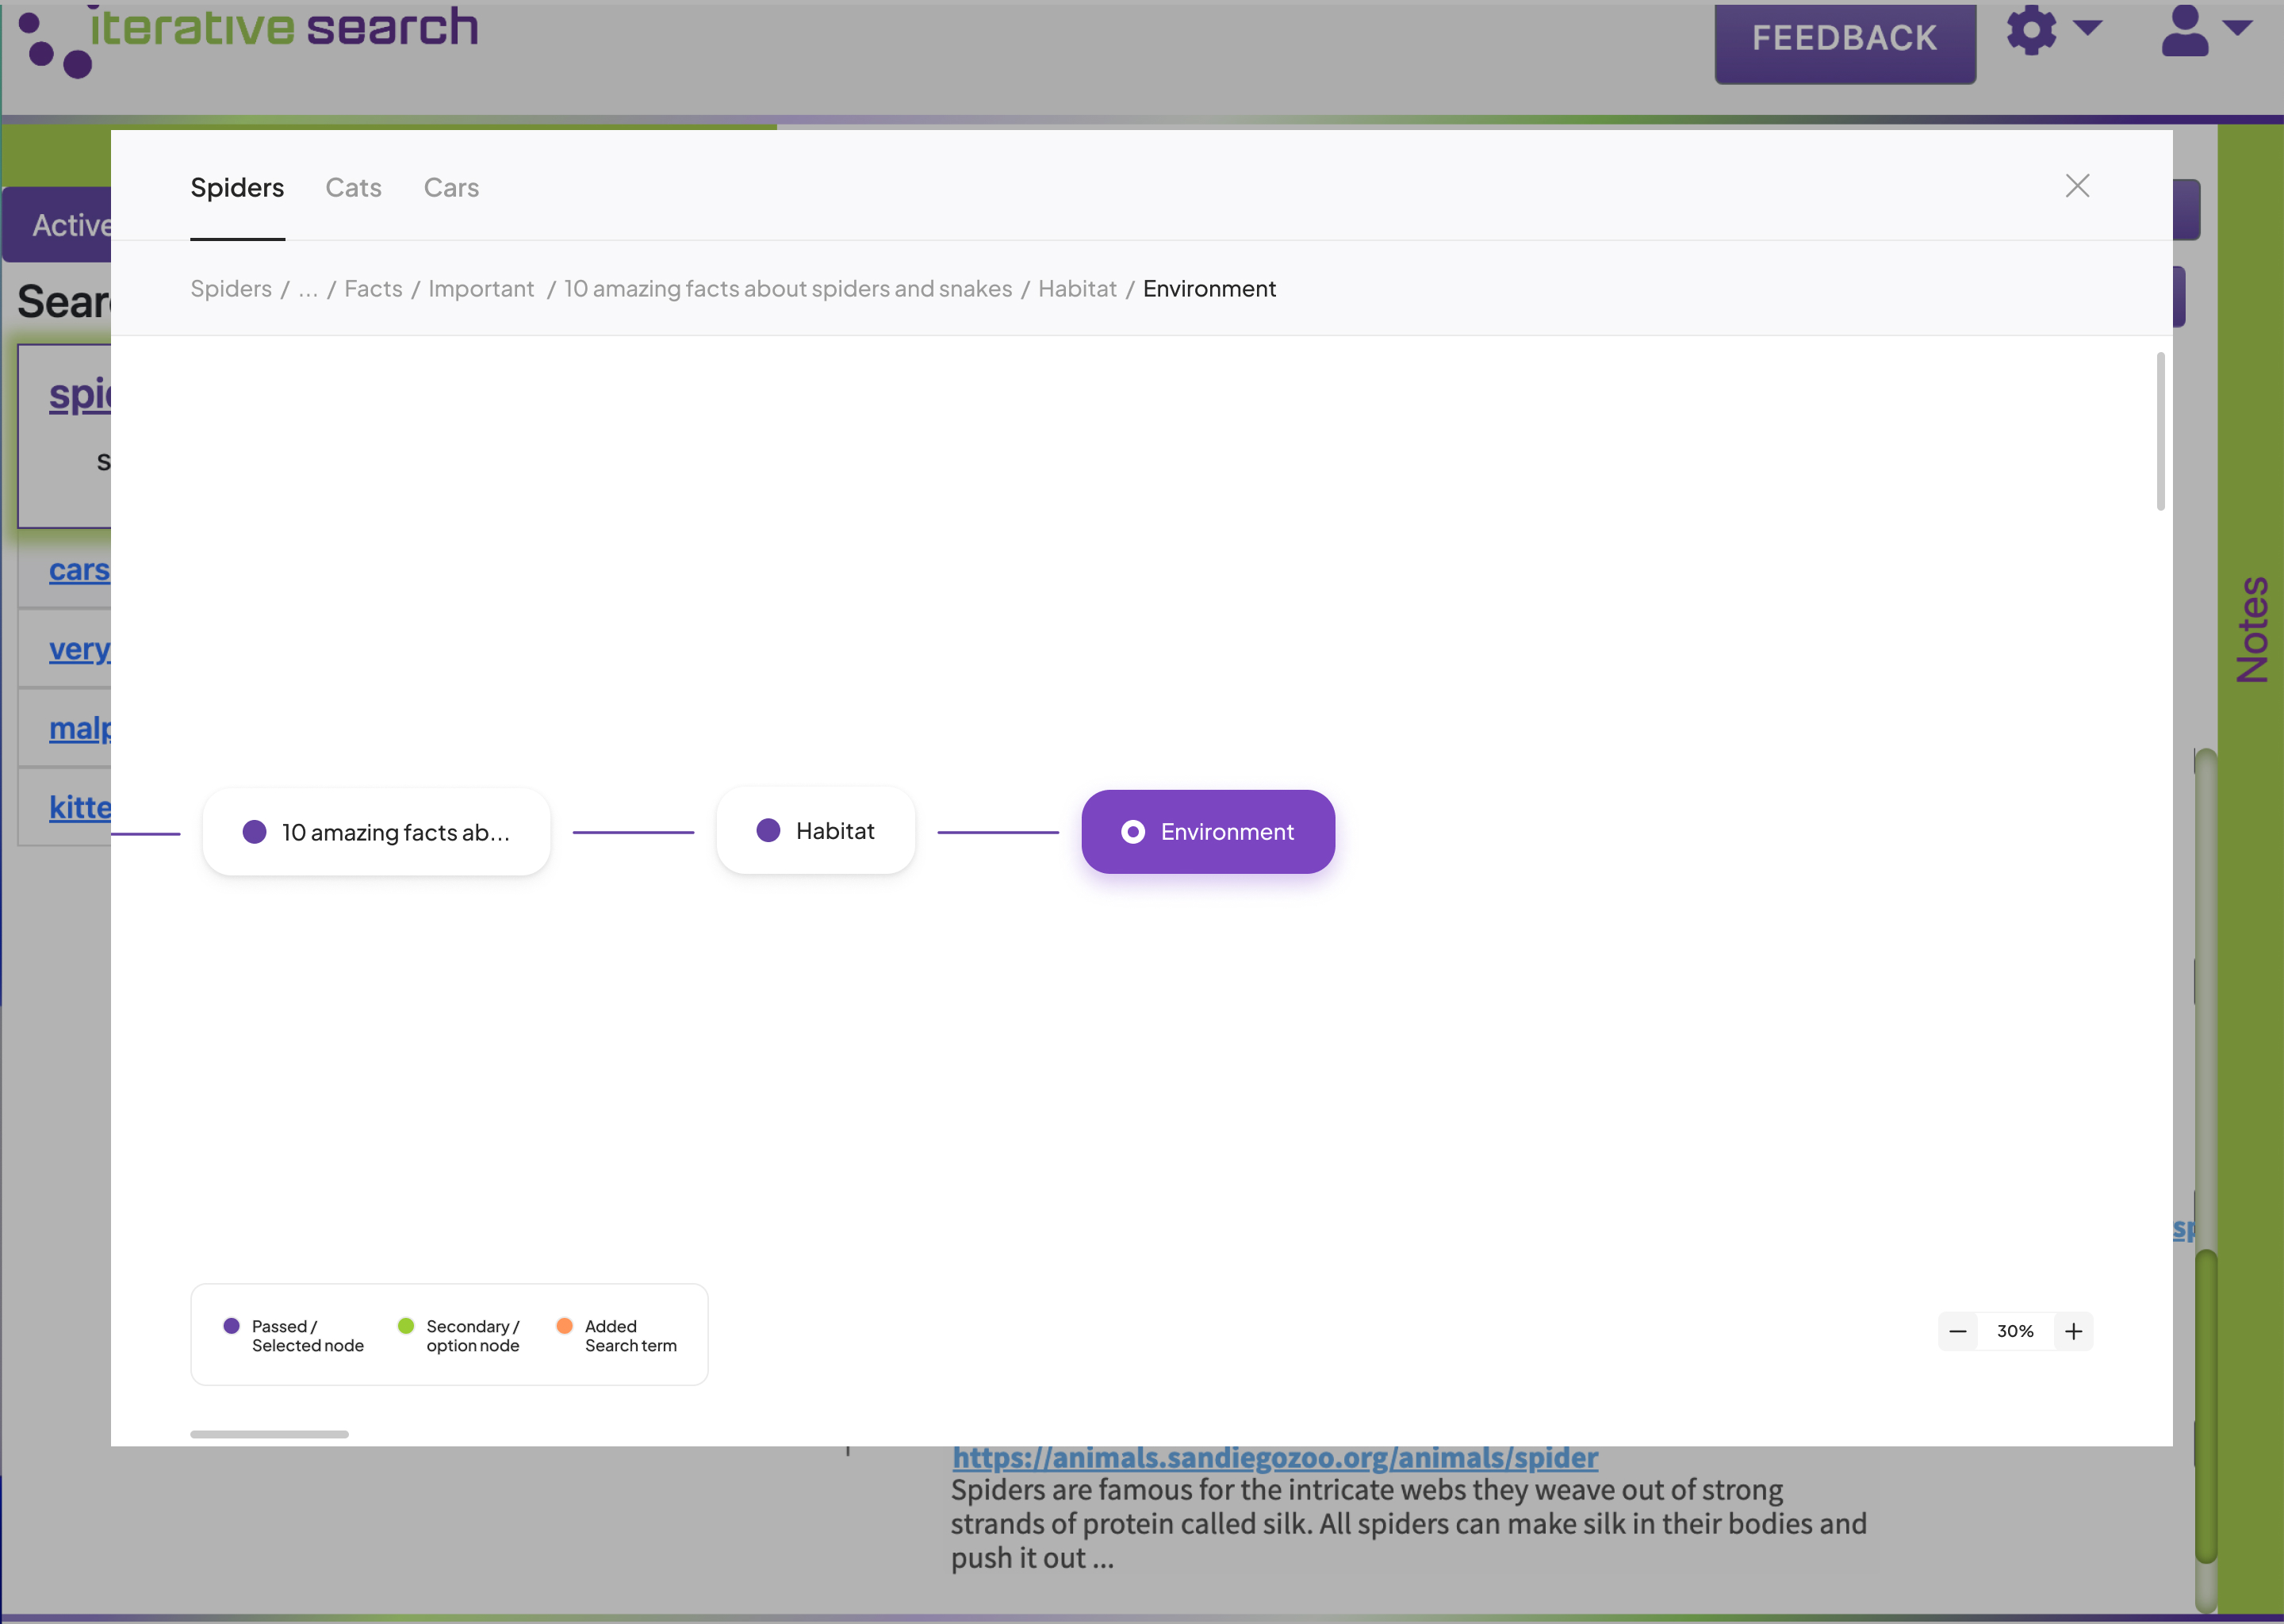 iterative search
FEEDBACK
Spiders Cats Cars
Active
Spiders / ... / Facts / Important / 10 amazing facts about spiders and snakes / Habitat / Environment
Sear
spi
s
cars
very
malp
kitte
Notes
10 amazing facts ab...
Habitat
Environment
sp
Passed /
Selected node
Secondary /
option node
Added
Search term
30%
https://animals.sandiegozoo.org/animals/spider
Spiders are famous for the intricate webs they weave out of strong
strands of protein called silk. All spiders can make silk in their bodies and
push it out ...